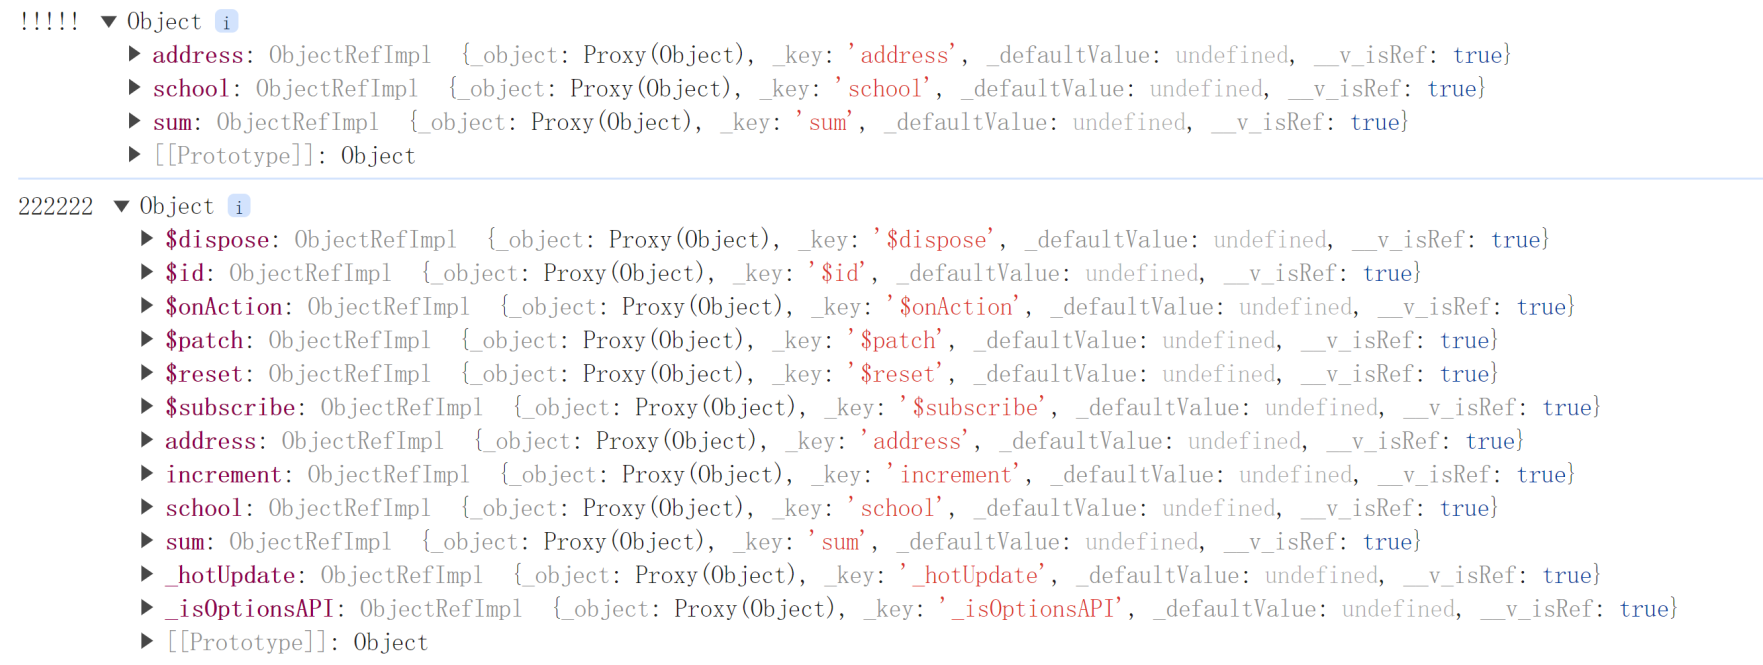 !!!!! ▼ Object i
▶ address: ObjectRefImpl {_object: Proxy(Object), _key: 'address', _defaultValue: undefined, __v_isRef: true}
▶ school: ObjectRefImpl {_object: Proxy(Object), _key: 'school', _defaultValue: undefined, __v_isRef: true}
▶ sum: ObjectRefImpl {_object: Proxy(Object), _key: 'sum', _defaultValue: undefined, __v_isRef: true}
▶ [[Prototype]]: Object
222222 ▼ Object i
▶ $dispose: ObjectRefImpl {_object: Proxy(Object), _key: '$dispose', _defaultValue: undefined, __v_isRef: true}
▶ $id: ObjectRefImpl {_object: Proxy(Object), _key: '$id', _defaultValue: undefined, __v_isRef: true}
▶ $onAction: ObjectRefImpl {_object: Proxy(Object), _key: '$onAction', _defaultValue: undefined, __v_isRef: true}
▶ $patch: ObjectRefImpl {_object: Proxy(Object), _key: '$patch', _defaultValue: undefined, __v_isRef: true}
▶ $reset: ObjectRefImpl {_object: Proxy(Object), _key: '$reset', _defaultValue: undefined, __v_isRef: true}
▶ $subscribe: ObjectRefImpl {_object: Proxy(Object), _key: '$subscribe', _defaultValue: undefined, __v_isRef: true}
▶ address: ObjectRefImpl {_object: Proxy(Object), _key: 'address', _defaultValue: undefined, __v_isRef: true}
▶ increment: ObjectRefImpl {_object: Proxy(Object), _key: 'increment', _defaultValue: undefined, __v_isRef: true}
▶ school: ObjectRefImpl {_object: Proxy(Object), _key: 'school', _defaultValue: undefined, __v_isRef: true}
▶ sum: ObjectRefImpl {_object: Proxy(Object), _key: 'sum', _defaultValue: undefined, __v_isRef: true}
▶ _hotUpdate: ObjectRefImpl {_object: Proxy(Object), _key: '_hotUpdate', _defaultValue: undefined, __v_isRef: true}
▶ _isOptionsAPI: ObjectRefImpl {_object: Proxy(Object), _key: '_isOptionsAPI', _defaultValue: undefined, __v_isRef: true}
▶ [[Prototype]]: Object